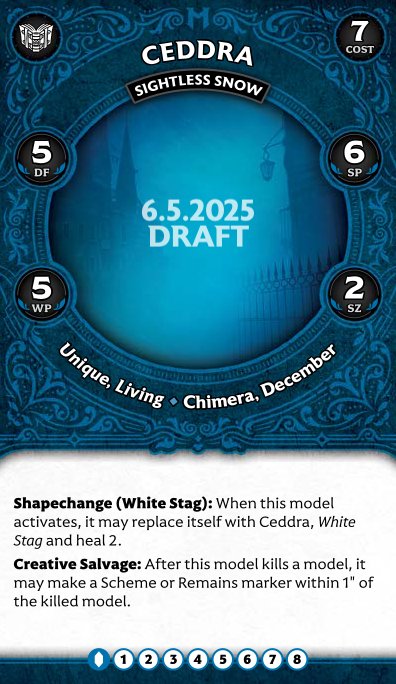 7
COST
CEDDRA
SIGHTLESS SNOW
5
DF
6
SP
6.5.2025
DRAFT
5
WP
2
SZ
Unique, Living ◆ Chimera, December
Shapechange (White Stag): When this model
activates, it may replace itself with Ceddra, White
Stag and heal 2.
Creative Salvage: After this model kills a model, it
may make a Scheme or Remains marker within 1" of
the killed model.
1 2 3 4 5 6 7 8